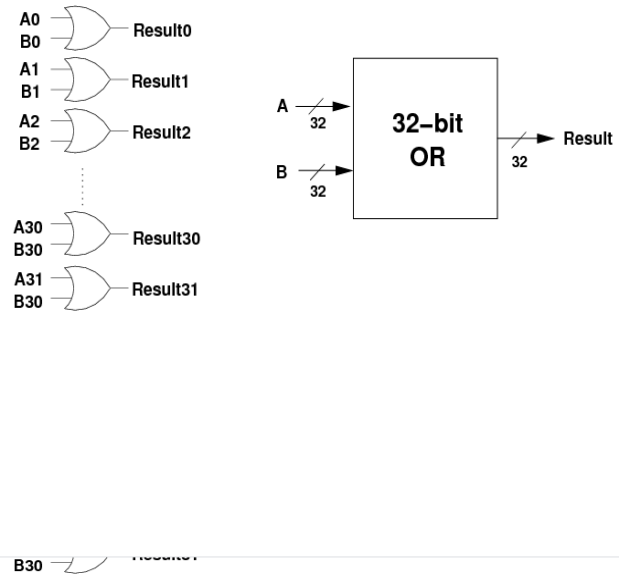 A0
B0
Result0
A1
B1
Result1
A2
B2
Result2
A30
B30
Result30
A31
B30
Result31
A
32
B
32
32-bit
OR
32
Result
B30